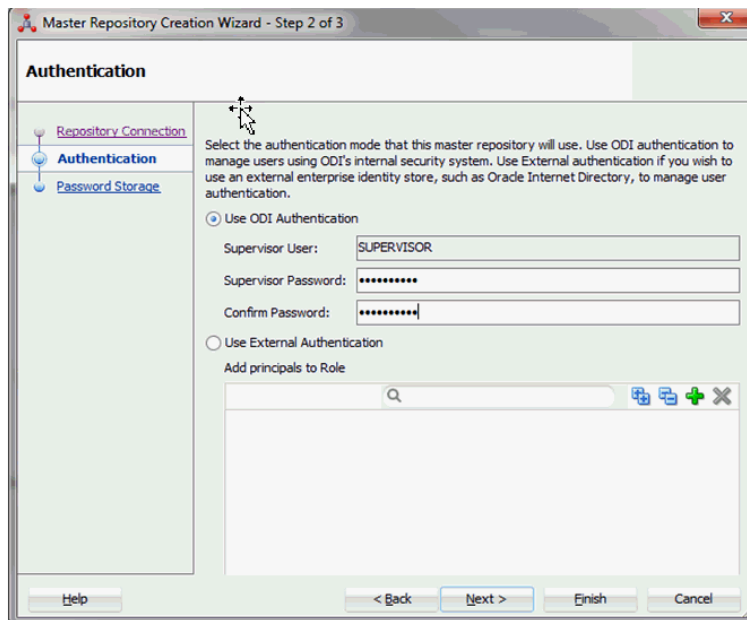 Master Repository Creation Wizard - Step 2 of 3
Authentication
Repository Connection
Authentication
Password Storage
Select the authentication mode that this master repository will use. Use ODI authentication to
manage users using ODI's internal security system. Use External authentication if you wish to
use an external enterprise identity store, such as Oracle Internet Directory, to manage user
authentication.
Use ODI Authentication
Supervisor User: SUPERVISOR
Supervisor Password: ••••••••••
Confirm Password: ••••••••••
Use External Authentication
Add principals to Role
Help < Back Next > Finish Cancel